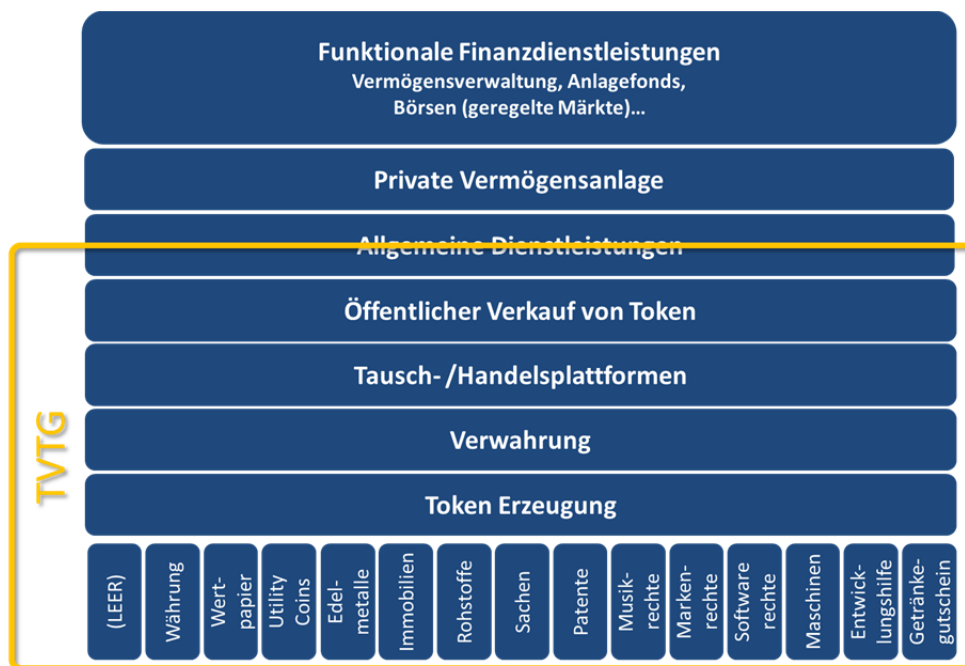 Funktionale Finanzdienstleistungen
Vermögensverwaltung, Anlagefonds,
Börsen (geregelte Märkte)...
Private Vermögensanlage
Allgemeine Dienstleistungen
Öffentlicher Verkauf von Token
Tausch- /Handelsplattformen
Verwahrung
Token Erzeugung
TVTG
(LEER)
Währung
Wert-
papier
Utility
Coins
Edel-
metalle
Immobilien
Rohstoffe
Sachen
Patente
Musik-
rechte
Marken-
rechte
Software
rechte
Maschinen
Entwick-
lungshilfe
Getränke-
gutschein